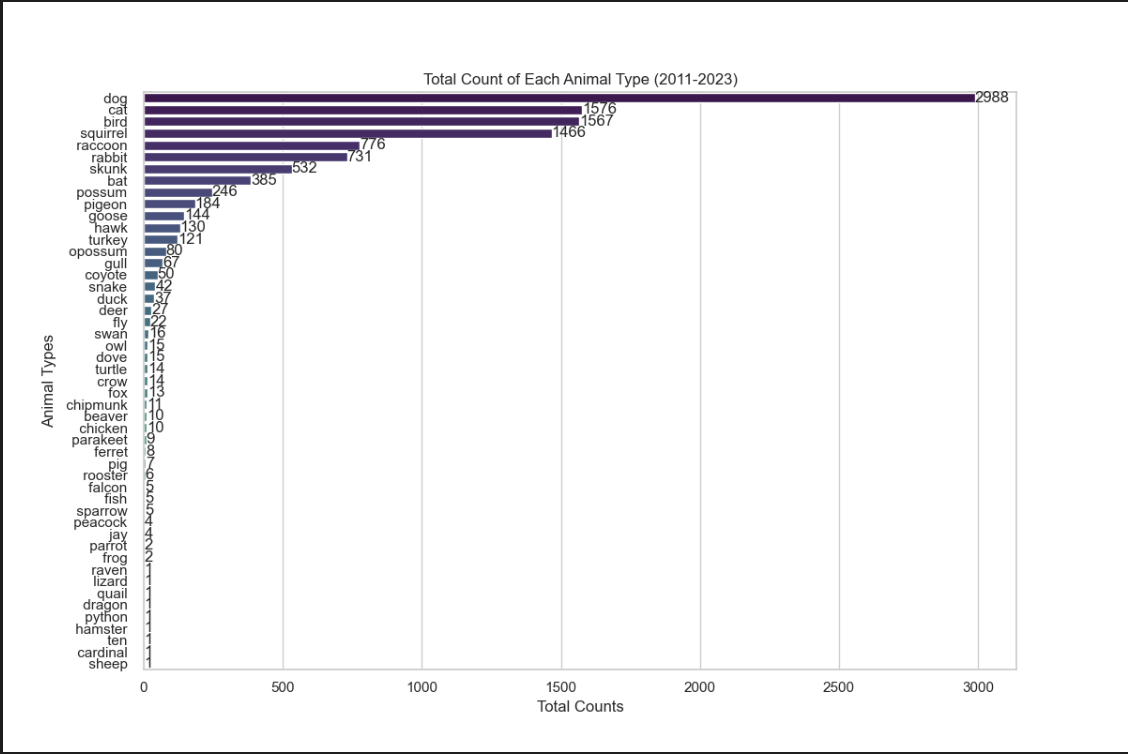 Total Count of Each Animal Type (2011-2023)
dog 2988
cat 1576
bird 1567
squirrel 1466
raccoon 776
rabbit 731
skunk 532
bat 385
possum 246
pigeon 184
goose 144
hawk 130
turkey 121
opossum 80
gull 67
coyote 50
snake 42
duck 37
deer 27
fly 22
swan 16
owl 15
dove 15
turtle 14
crow 14
fox 13
chipmunk 11
beaver 10
chicken 10
parakeet 9
ferret 8
pig 7
rooster 6
falcon 5
fish 5
sparrow 5
peacock 4
jay 4
parrot 2
frog 2
raven 1
lizard 1
quail 1
dragon 1
python 1
hamster 1
ten 1
cardinal 1
sheep 1
Animal Types
0 500 1000 1500 2000 2500 3000
Total Counts